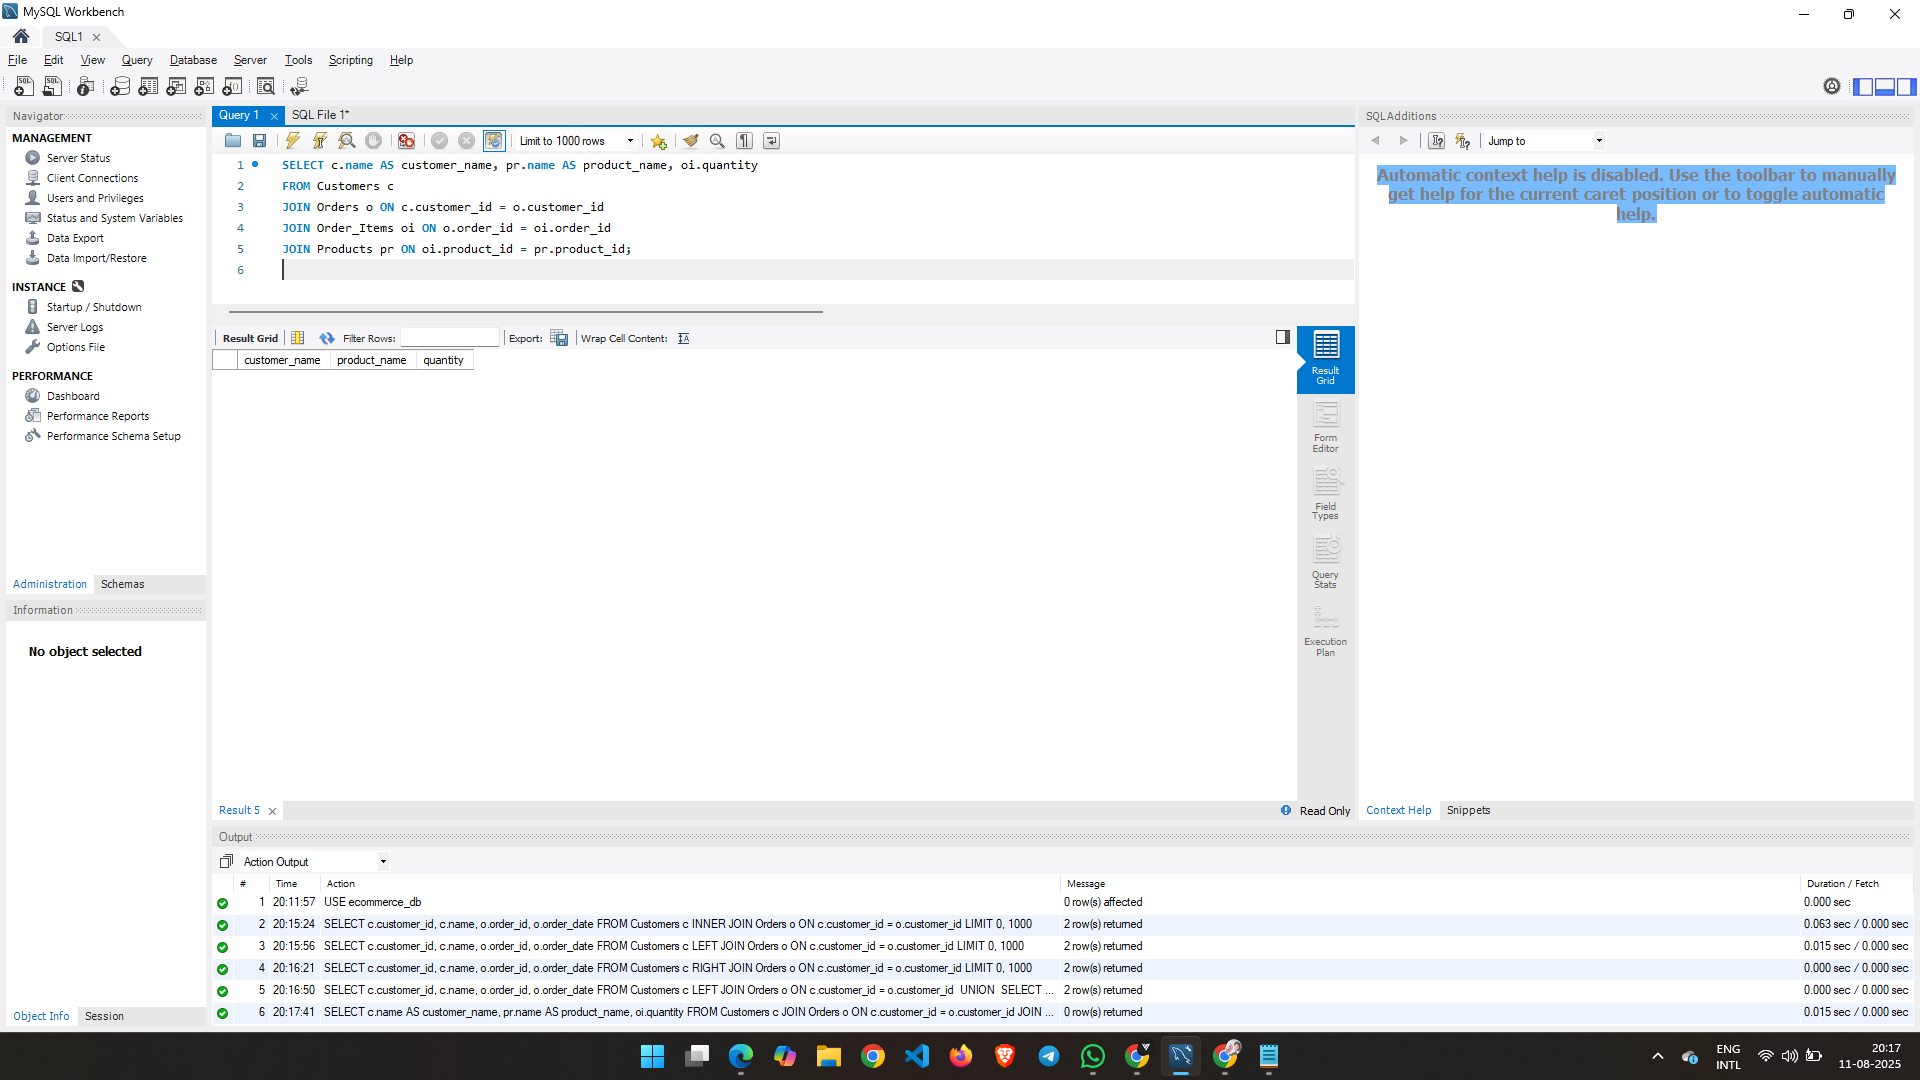 MySQL Workbench
SQL1
File Edit View Query Database Server Tools Scripting Help
Navigator
MANAGEMENT
Server Status
Client Connections
Users and Privileges
Status and System Variables
Data Export
Data Import/Restore
INSTANCE
Startup / Shutdown
Server Logs
Options File
PERFORMANCE
Dashboard
Performance Reports
Performance Schema Setup
Administration Schemas
Information
No object selected
Object Info Session
Query 1 SQL File 1*
Limit to 1000 rows
1 SELECT c.name AS customer_name, pr.name AS product_name, oi.quantity
2 FROM Customers c
3 JOIN Orders o ON c.customer_id = o.customer_id
4 JOIN Order_Items oi ON o.order_id = oi.order_id
5 JOIN Products pr ON oi.product_id = pr.product_id;
6
Result Grid Filter Rows: Export: Wrap Cell Content:
customer_name product_name quantity
Result Grid
Form Editor
Field Types
Query Stats
Execution Plan
Result 5 Read Only
SQLAdditions
Jump to
Automatic context help is disabled. Use the toolbar to manually
get help for the current caret position or to toggle automatic
help.
Context Help Snippets
Output
Action Output
# Time Action Message Duration / Fetch
1 20:11:57 USE ecommerce_db 0 row(s) affected 0.000 sec
2 20:15:24 SELECT c.customer_id, c.name, o.order_id, o.order_date FROM Customers c INNER JOIN Orders o ON c.customer_id = o.customer_id LIMIT 0, 1000 2 row(s) returned 0.063 sec / 0.000 sec
3 20:15:56 SELECT c.customer_id, c.name, o.order_id, o.order_date FROM Customers c LEFT JOIN Orders o ON c.customer_id = o.customer_id LIMIT 0, 1000 2 row(s) returned 0.015 sec / 0.000 sec
4 20:16:21 SELECT c.customer_id, c.name, o.order_id, o.order_date FROM Customers c RIGHT JOIN Orders o ON c.customer_id = o.customer_id LIMIT 0, 1000 2 row(s) returned 0.000 sec / 0.000 sec
5 20:16:50 SELECT c.customer_id, c.name, o.order_id, o.order_date FROM Customers c LEFT JOIN Orders o ON c.customer_id = o.customer_id UNION SELECT ... 2 row(s) returned 0.000 sec / 0.000 sec
6 20:17:41 SELECT c.name AS customer_name, pr.name AS product_name, oi.quantity FROM Customers c JOIN Orders o ON c.customer_id = o.customer_id JOIN ... 0 row(s) returned 0.015 sec / 0.000 sec
ENG
INTL
20:17
11-08-2025